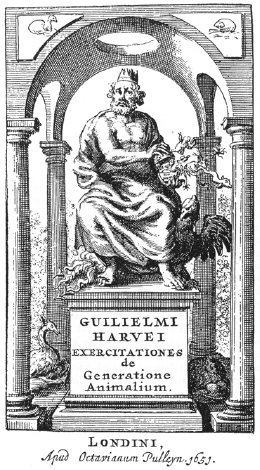 GUILIELMI
HARVEI
EXERCITATIONES
de
Generatione
Animalium.
LONDINI,
Apud Octavianum Pulleyn. 1651.